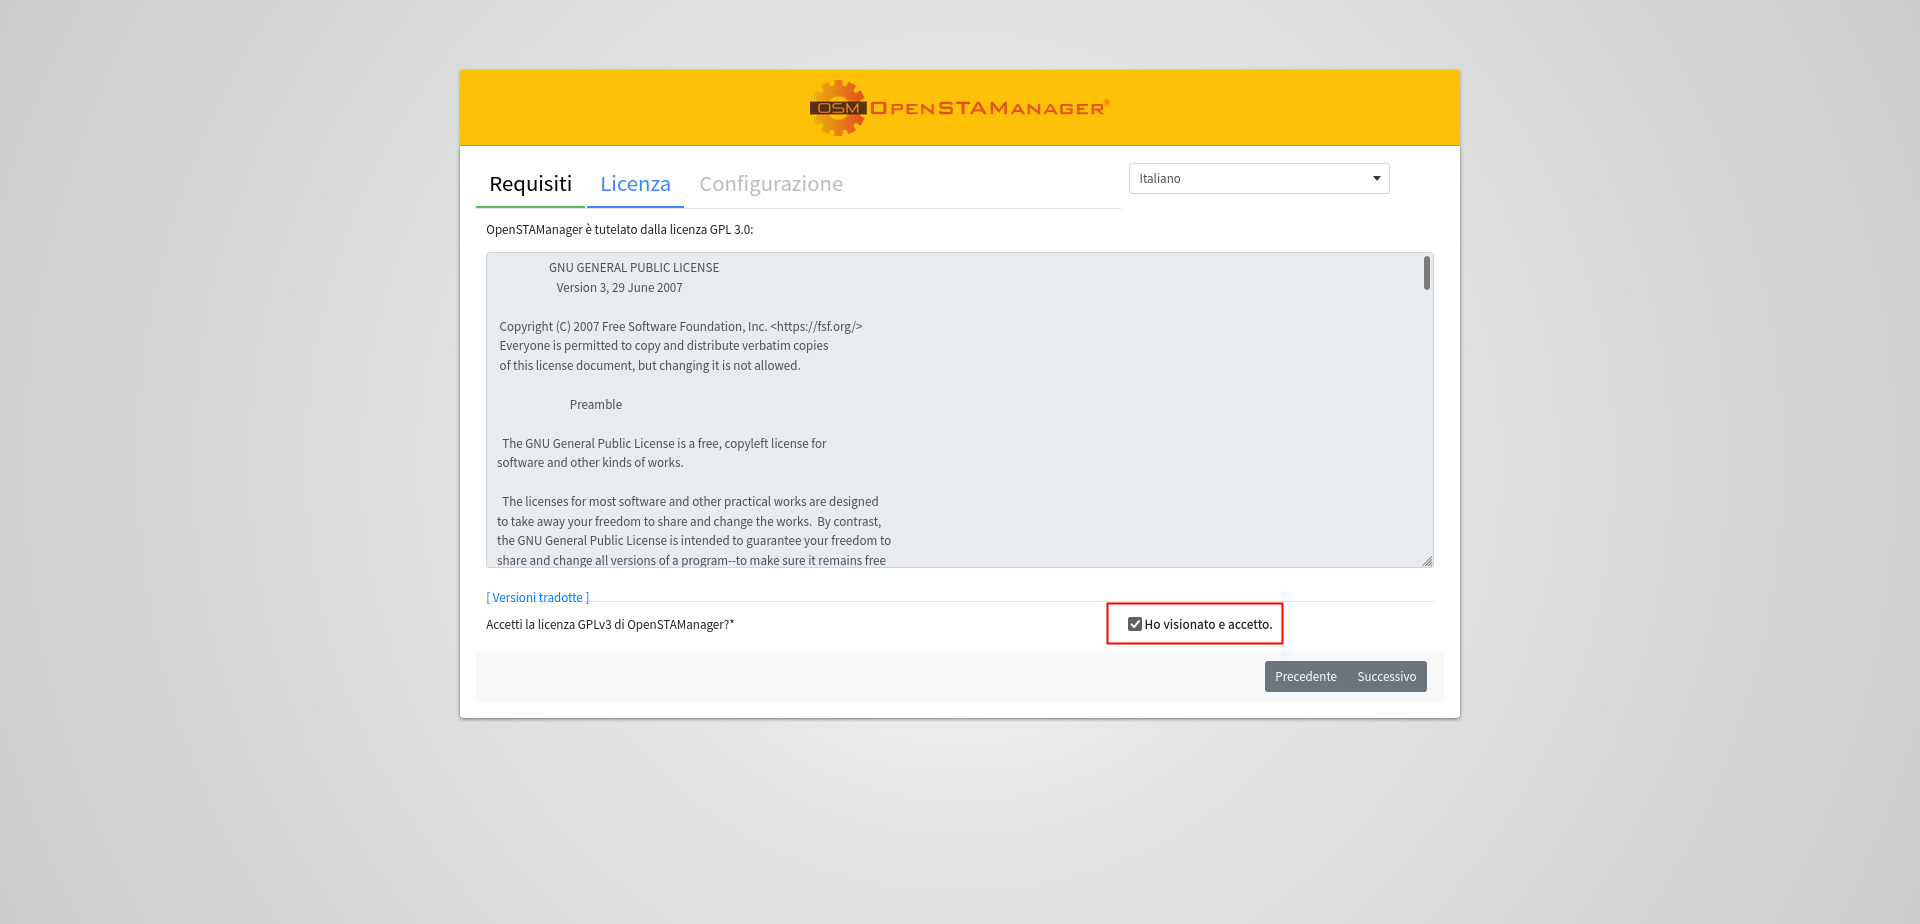 OSM OPENSTAMANAGER®
Requisiti Licenza Configurazione Italiano
OpenSTAManager è tutelato dalla licenza GPL 3.0:
GNU GENERAL PUBLIC LICENSE
Version 3, 29 June 2007
Copyright (C) 2007 Free Software Foundation, Inc. <https://fsf.org/>
Everyone is permitted to copy and distribute verbatim copies
of this license document, but changing it is not allowed.
Preamble
The GNU General Public License is a free, copyleft license for
software and other kinds of works.
The licenses for most software and other practical works are designed
to take away your freedom to share and change the works.  By contrast,
the GNU General Public License is intended to guarantee your freedom to
share and change all versions of a program--to make sure it remains free
[ Versioni tradotte ]
Accetti la licenza GPLv3 di OpenSTAManager?* Ho visionato e accetto.
Precedente Successivo